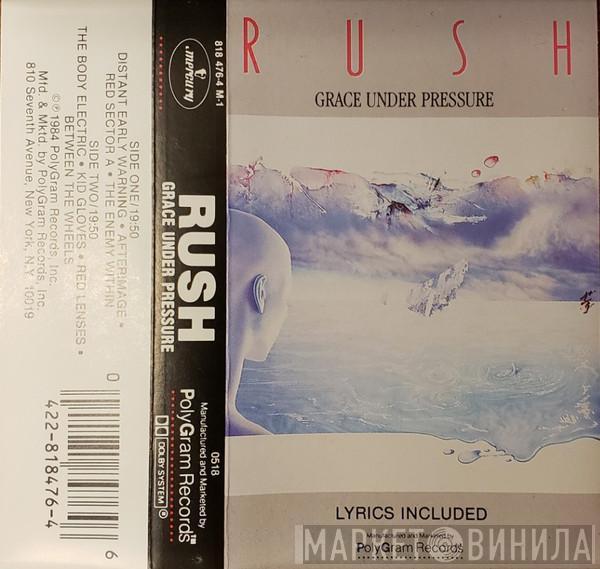 RUSH
GRACE UNDER PRESSURE
LYRICS INCLUDED
Manufactured and Marketed by
PolyGram Records
818 476-4 M-1
mercury
RUSH
GRACE UNDER PRESSURE
0518
Manufactured and Marketed by
PolyGram Records™
DOLBY SYSTEM
SIDE ONE/19:50
DISTANT EARLY WARNING • AFTERIMAGE •
RED SECTOR A • THE ENEMY WITHIN
SIDE TWO/19:50
THE BODY ELECTRIC • KID GLOVES • RED LENSES •
BETWEEN THE WHEELS
℗© 1984 PolyGram Records, Inc.
Mfd. & Mktd. by PolyGram Records, Inc.
810 Seventh Avenue, New York, N.Y. 10019
0
422-818476-4
6
МАРКЕТ ВИНИЛА